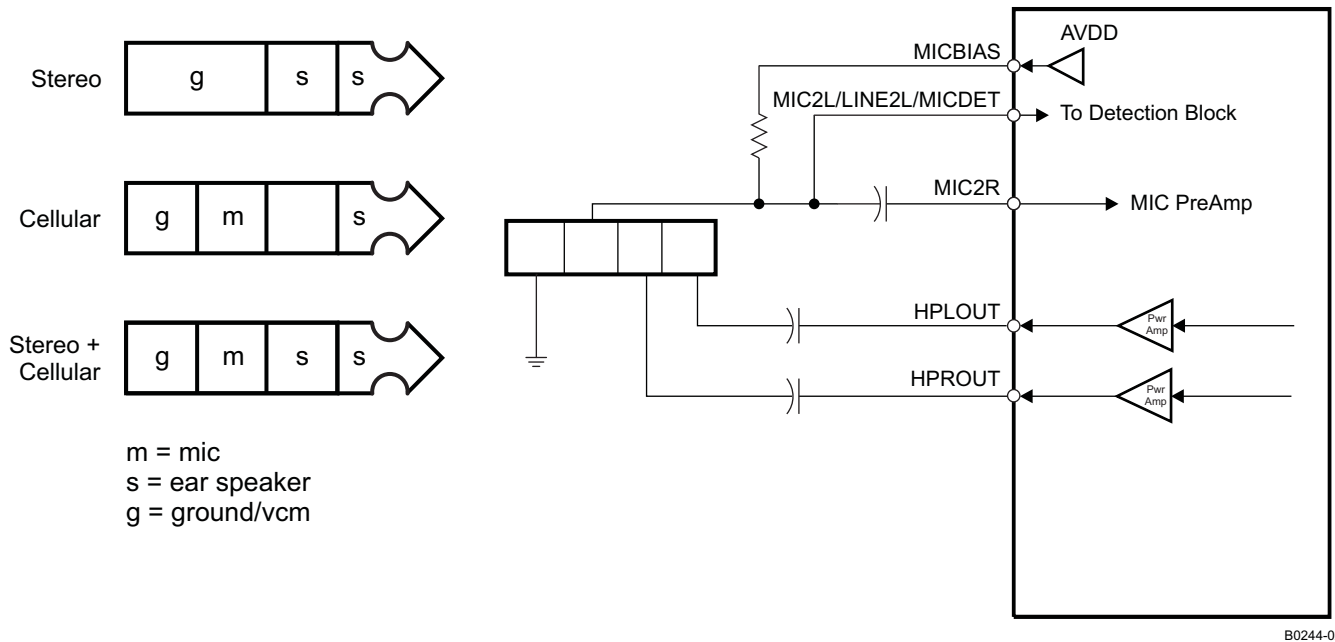 Stereo
g s s
Cellular
g m s
Stereo +
Cellular
g m s s
m = mic
s = ear speaker
g = ground/vcm
AVDD
MICBIAS
MIC2L/LINE2L/MICDET
To Detection Block
MIC2R
MIC PreAmp
HPLOUT
Pwr
Amp
HPROUT
Pwr
Amp
B0244-0